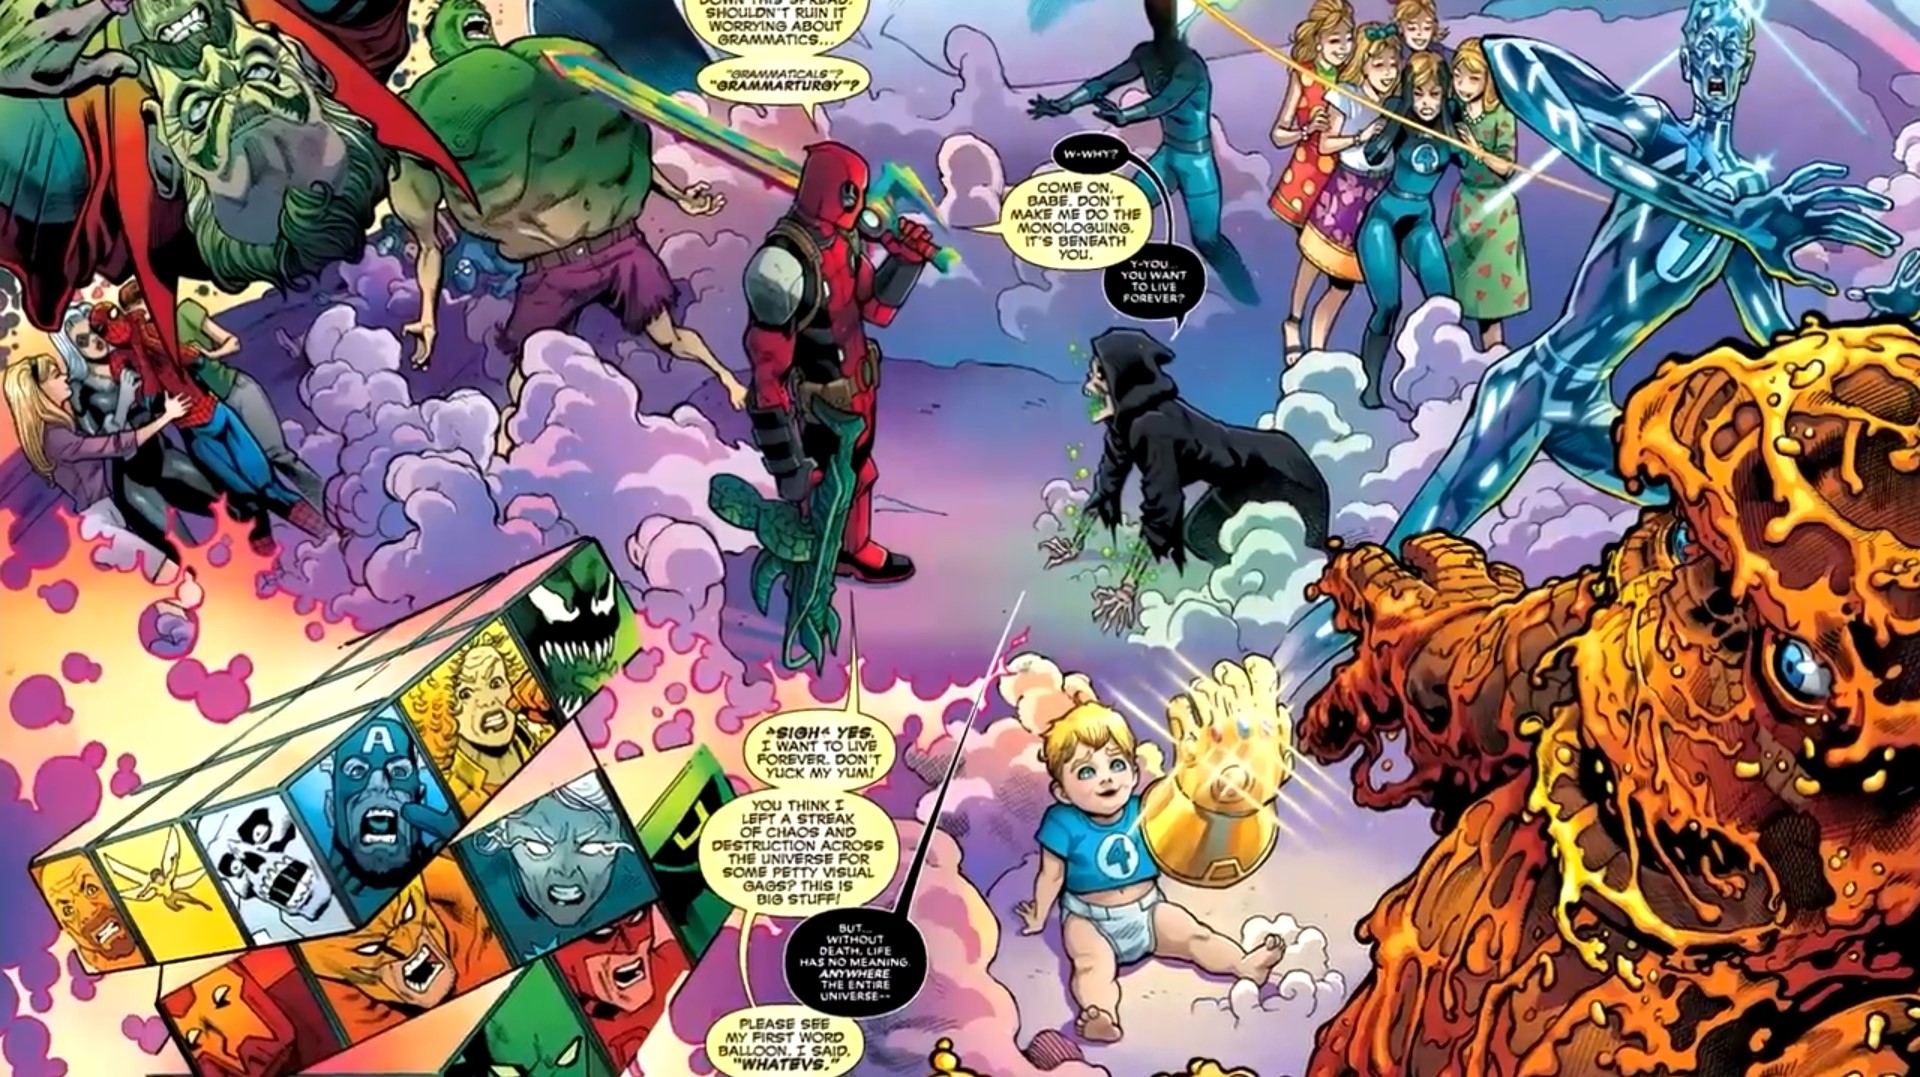 DOWN THIS SPREAD.
SHOULDN'T RUIN IT
WORRYING ABOUT
GRAMMATICS...
"GRAMMATICALS"?
"GRAMMARTURGY"?
W-WHY?
COME ON,
BABE. DON'T
MAKE ME DO THE
MONOLOGUING.
IT'S BENEATH
YOU.
Y-YOU...
YOU WANT
TO LIVE
FOREVER?
4
A
*SIGH* YES.
I WANT TO LIVE
FOREVER. DON'T
YUCK MY YUM!
YOU THINK I
LEFT A STREAK
OF CHAOS AND
DESTRUCTION ACROSS
THE UNIVERSE FOR
SOME PETTY VISUAL
GAGS? THIS IS
BIG STUFF!
4
BUT...
WITHOUT
DEATH, LIFE
HAS NO MEANING.
ANYWHERE.
THE ENTIRE
UNIVERSE--
PLEASE SEE
MY FIRST WORD
BALLOON. I SAID,
"WHATEVS."